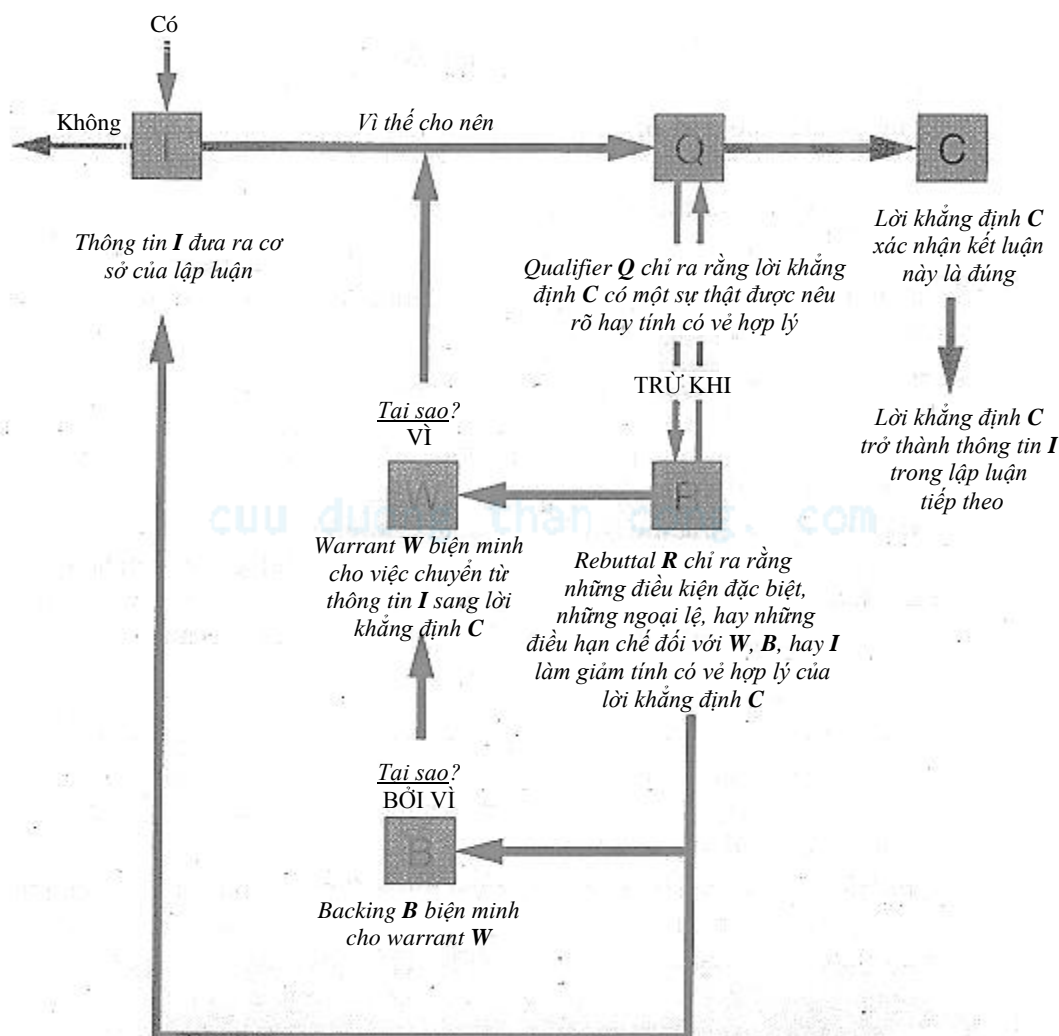 Có
Không
I
Vì thế cho nên
Q
C
Thông tin I đưa ra cơ
sở của lập luận
Qualifier Q chỉ ra rằng lời khẳng
định C có một sự thật được nêu
rõ hay tính có vẻ hợp lý
Lời khẳng định C
xác nhận kết luận
này là đúng
TRỪ KHI
Tai sao?
VÌ
Lời khẳng định C
trở thành thông tin I
trong lập luận
tiếp theo
W
R
cuu duong than cong. com
Warrant W biện minh
cho việc chuyển từ
thông tin I sang lời
khẳng định C
Rebuttal R chỉ ra rằng
những điều kiện đặc biệt,
những ngoại lệ, hay những
điều hạn chế đối với W, B, hay I
làm giảm tính có vẻ hợp lý của
lời khẳng định C
Tai sao?
BỞI VÌ
B
Backing B biện minh
cho warrant W